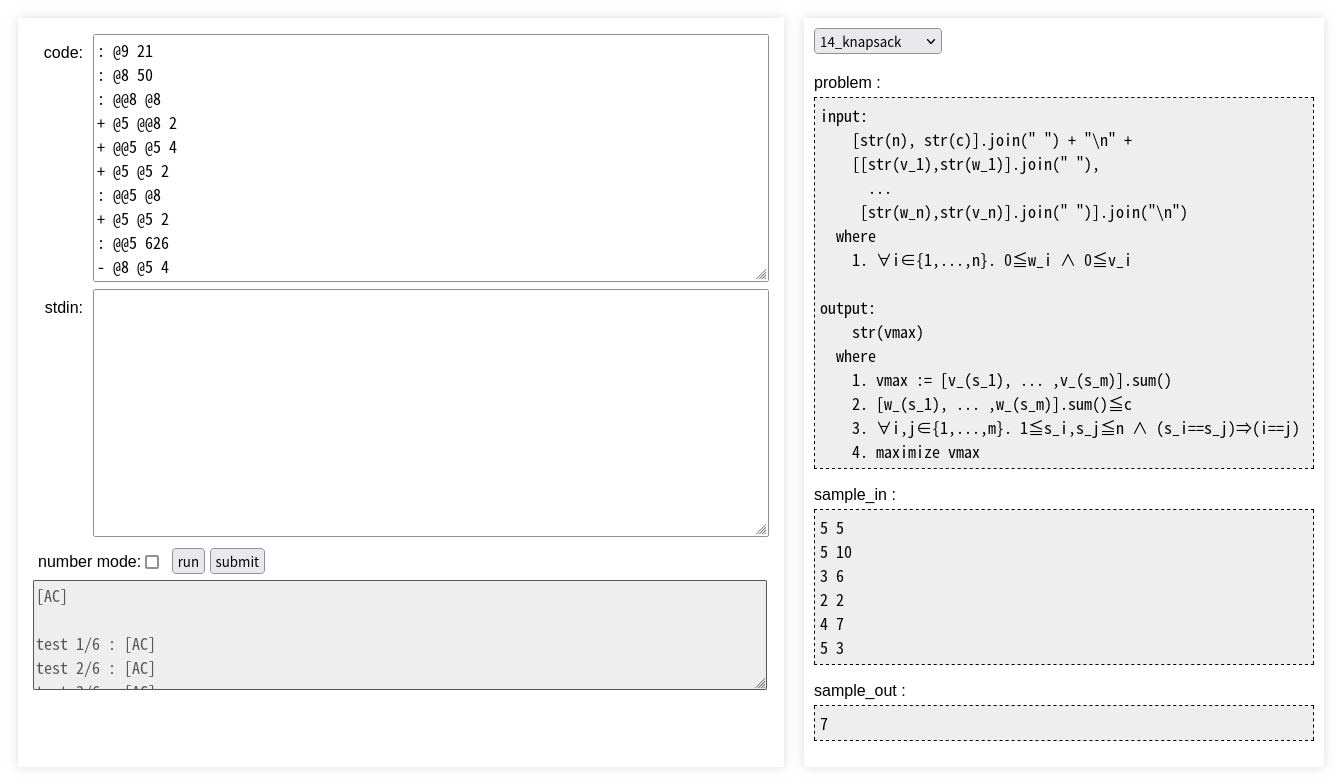 code:
: @9 21
: @8 50
: @@8 @8
+ @5 @@8 2
+ @@5 @5 4
+ @5 @5 2
: @@5 @8
+ @5 @5 2
: @@5 626
- @8 @5 4
stdin:
number mode:
run
submit
[AC]
test 1/6 : [AC]
test 2/6 : [AC]
14_knapsack
problem :
input:
[str(n), str(c)].join(" ") + "\n" +
[[str(v_1),str(w_1)].join(" "),
...
[str(w_n),str(v_n)].join(" ")].join("\n")
where
1. ∀i∈{1,...,n}. 0≦w_i ∧ 0≦v_i
output:
str(vmax)
where
1. vmax := [v_(s_1), ... ,v_(s_m)].sum()
2. [w_(s_1), ... ,w_(s_m)].sum()≦c
3. ∀i,j∈{1,...,m}. 1≦s_i,s_j≦n ∧ (s_i==s_j)⇒(i==j)
4. maximize vmax
sample_in :
5 5
5 10
3 6
2 2
4 7
5 3
sample_out :
7